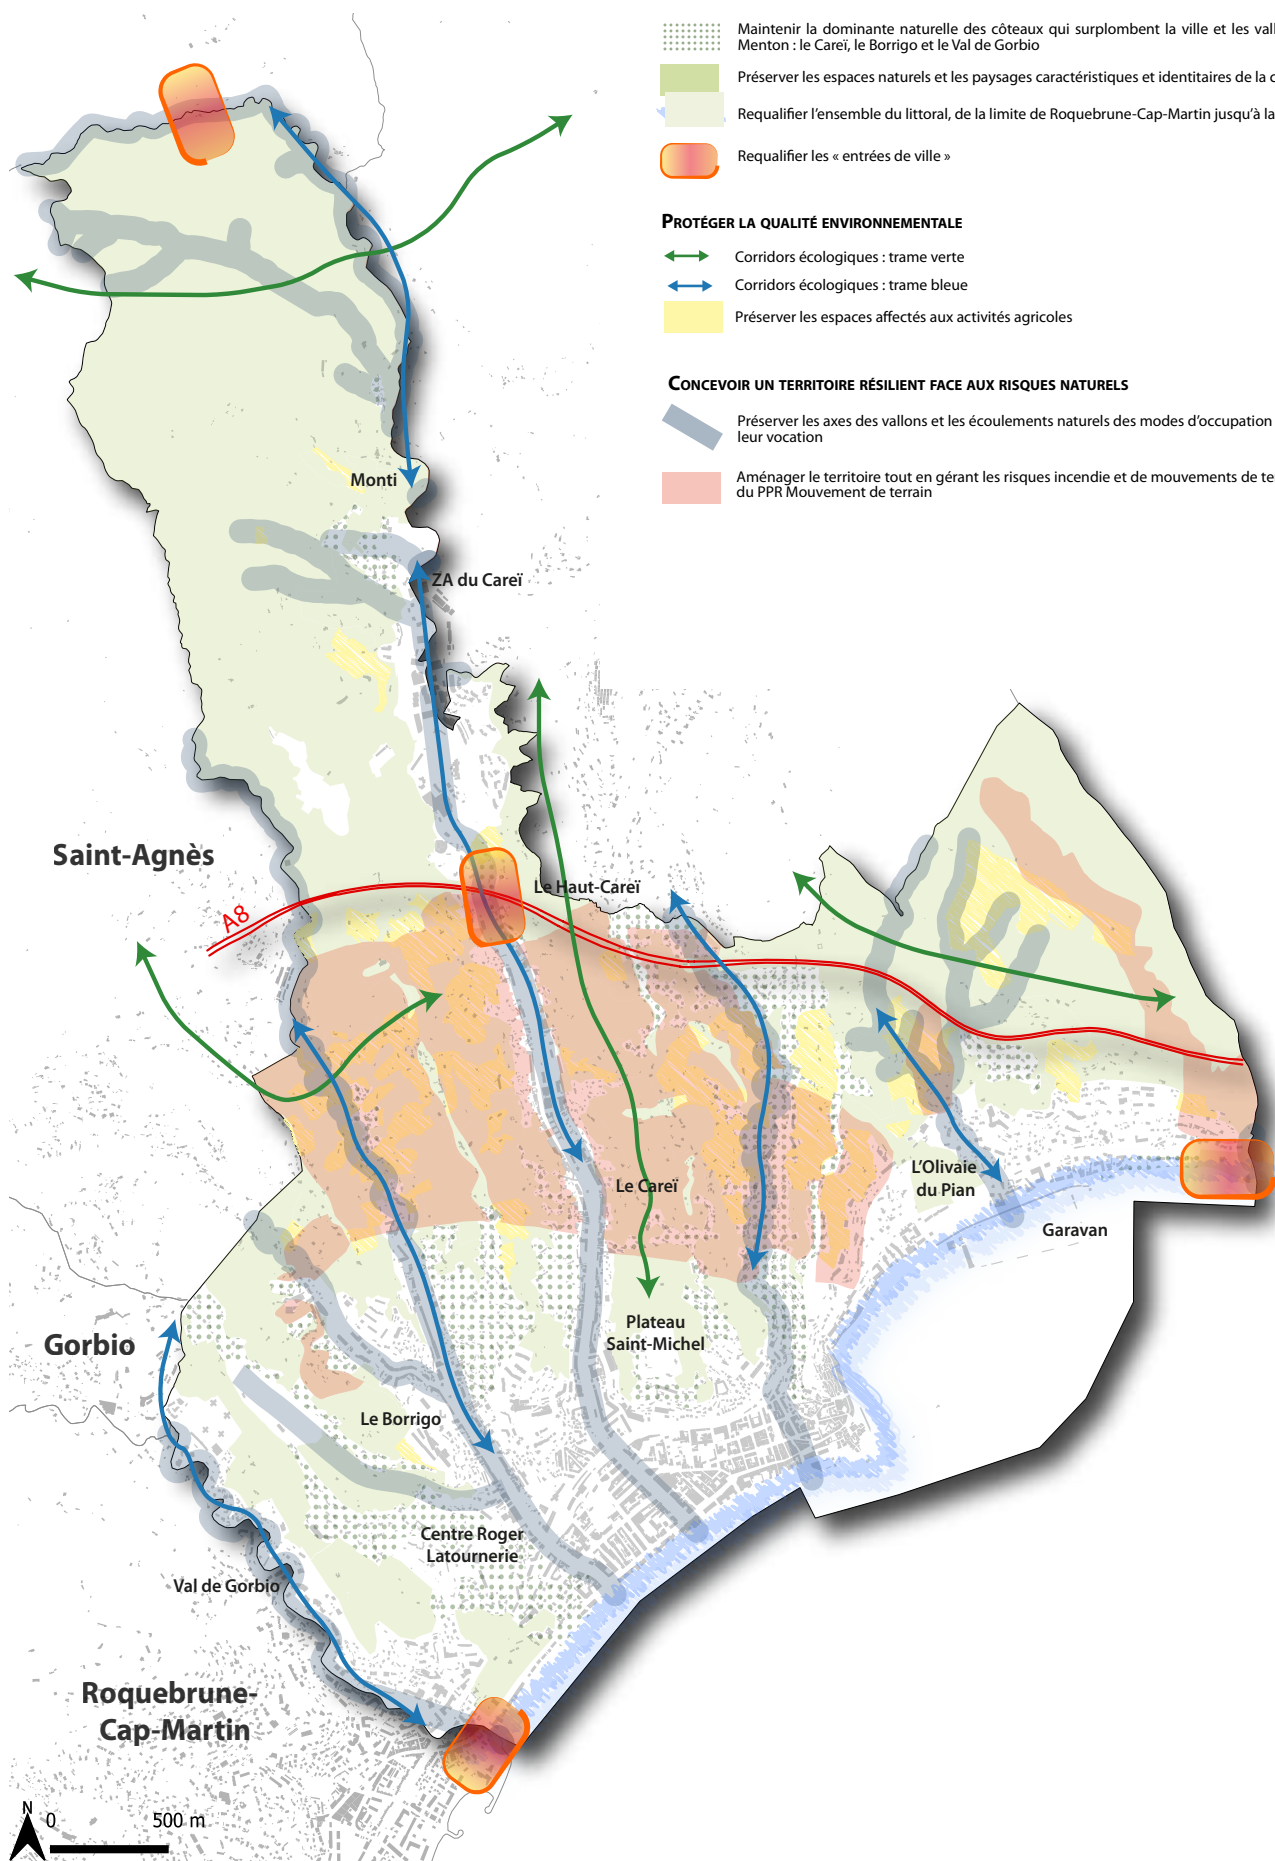 Maintenir la dominante naturelle des côteaux qui surplombent la ville et les vall
Menton : le Careï, le Borrigo et le Val de Gorbio
Préserver les espaces naturels et les paysages caractéristiques et identitaires de la c
Requalifier l'ensemble du littoral, de la limite de Roquebrune-Cap-Martin jusqu'à la
Requalifier les « entrées de ville »
PROTÉGER LA QUALITÉ ENVIRONNEMENTALE
Corridors écologiques : trame verte
Corridors écologiques : trame bleue
Préserver les espaces affectés aux activités agricoles
CONCEVOIR UN TERRITOIRE RÉSILIENT FACE AUX RISQUES NATURELS
Préserver les axes des vallons et les écoulements naturels des modes d'occupation
leur vocation
Aménager le territoire tout en gérant les risques incendie et de mouvements de te
du PPR Mouvement de terrain
Monti
ZA du Careï
Saint-Agnès
A8
Le Haut-Careï
L'Olivaie
du Pian
Le Careï
Garavan
Plateau
Saint-Michel
Gorbio
Le Borrigo
Centre Roger
Latournerie
Val de Gorbio
Roquebrune-
Cap-Martin
N
0
500 m